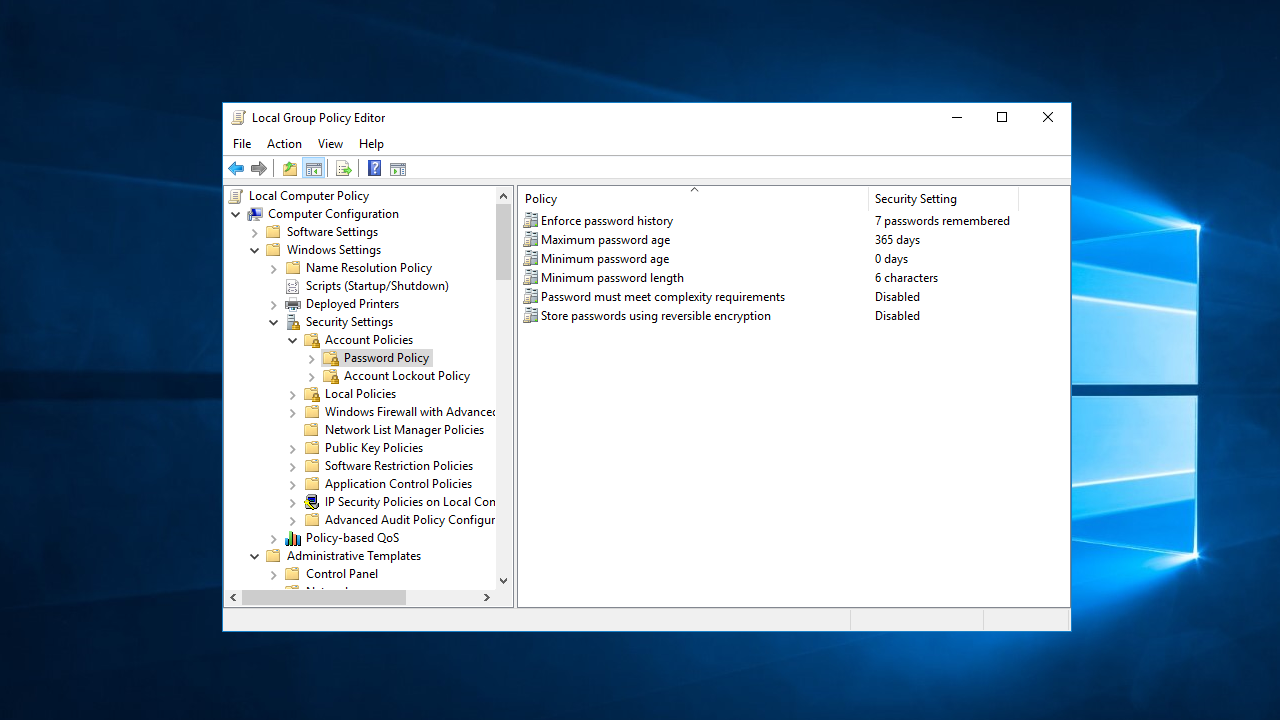 Local Group Policy Editor
File Action View Help
Local Computer Policy
Computer Configuration
Software Settings
Windows Settings
Name Resolution Policy
Scripts (Startup/Shutdown)
Deployed Printers
Security Settings
Account Policies
Password Policy
Account Lockout Policy
Local Policies
Windows Firewall with Advanced
Network List Manager Policies
Public Key Policies
Software Restriction Policies
Application Control Policies
IP Security Policies on Local Con
Advanced Audit Policy Configur
Policy-based QoS
Administrative Templates
Control Panel
Policy Security Setting
Enforce password history 7 passwords remembered
Maximum password age 365 days
Minimum password age 0 days
Minimum password length 6 characters
Password must meet complexity requirements Disabled
Store passwords using reversible encryption Disabled